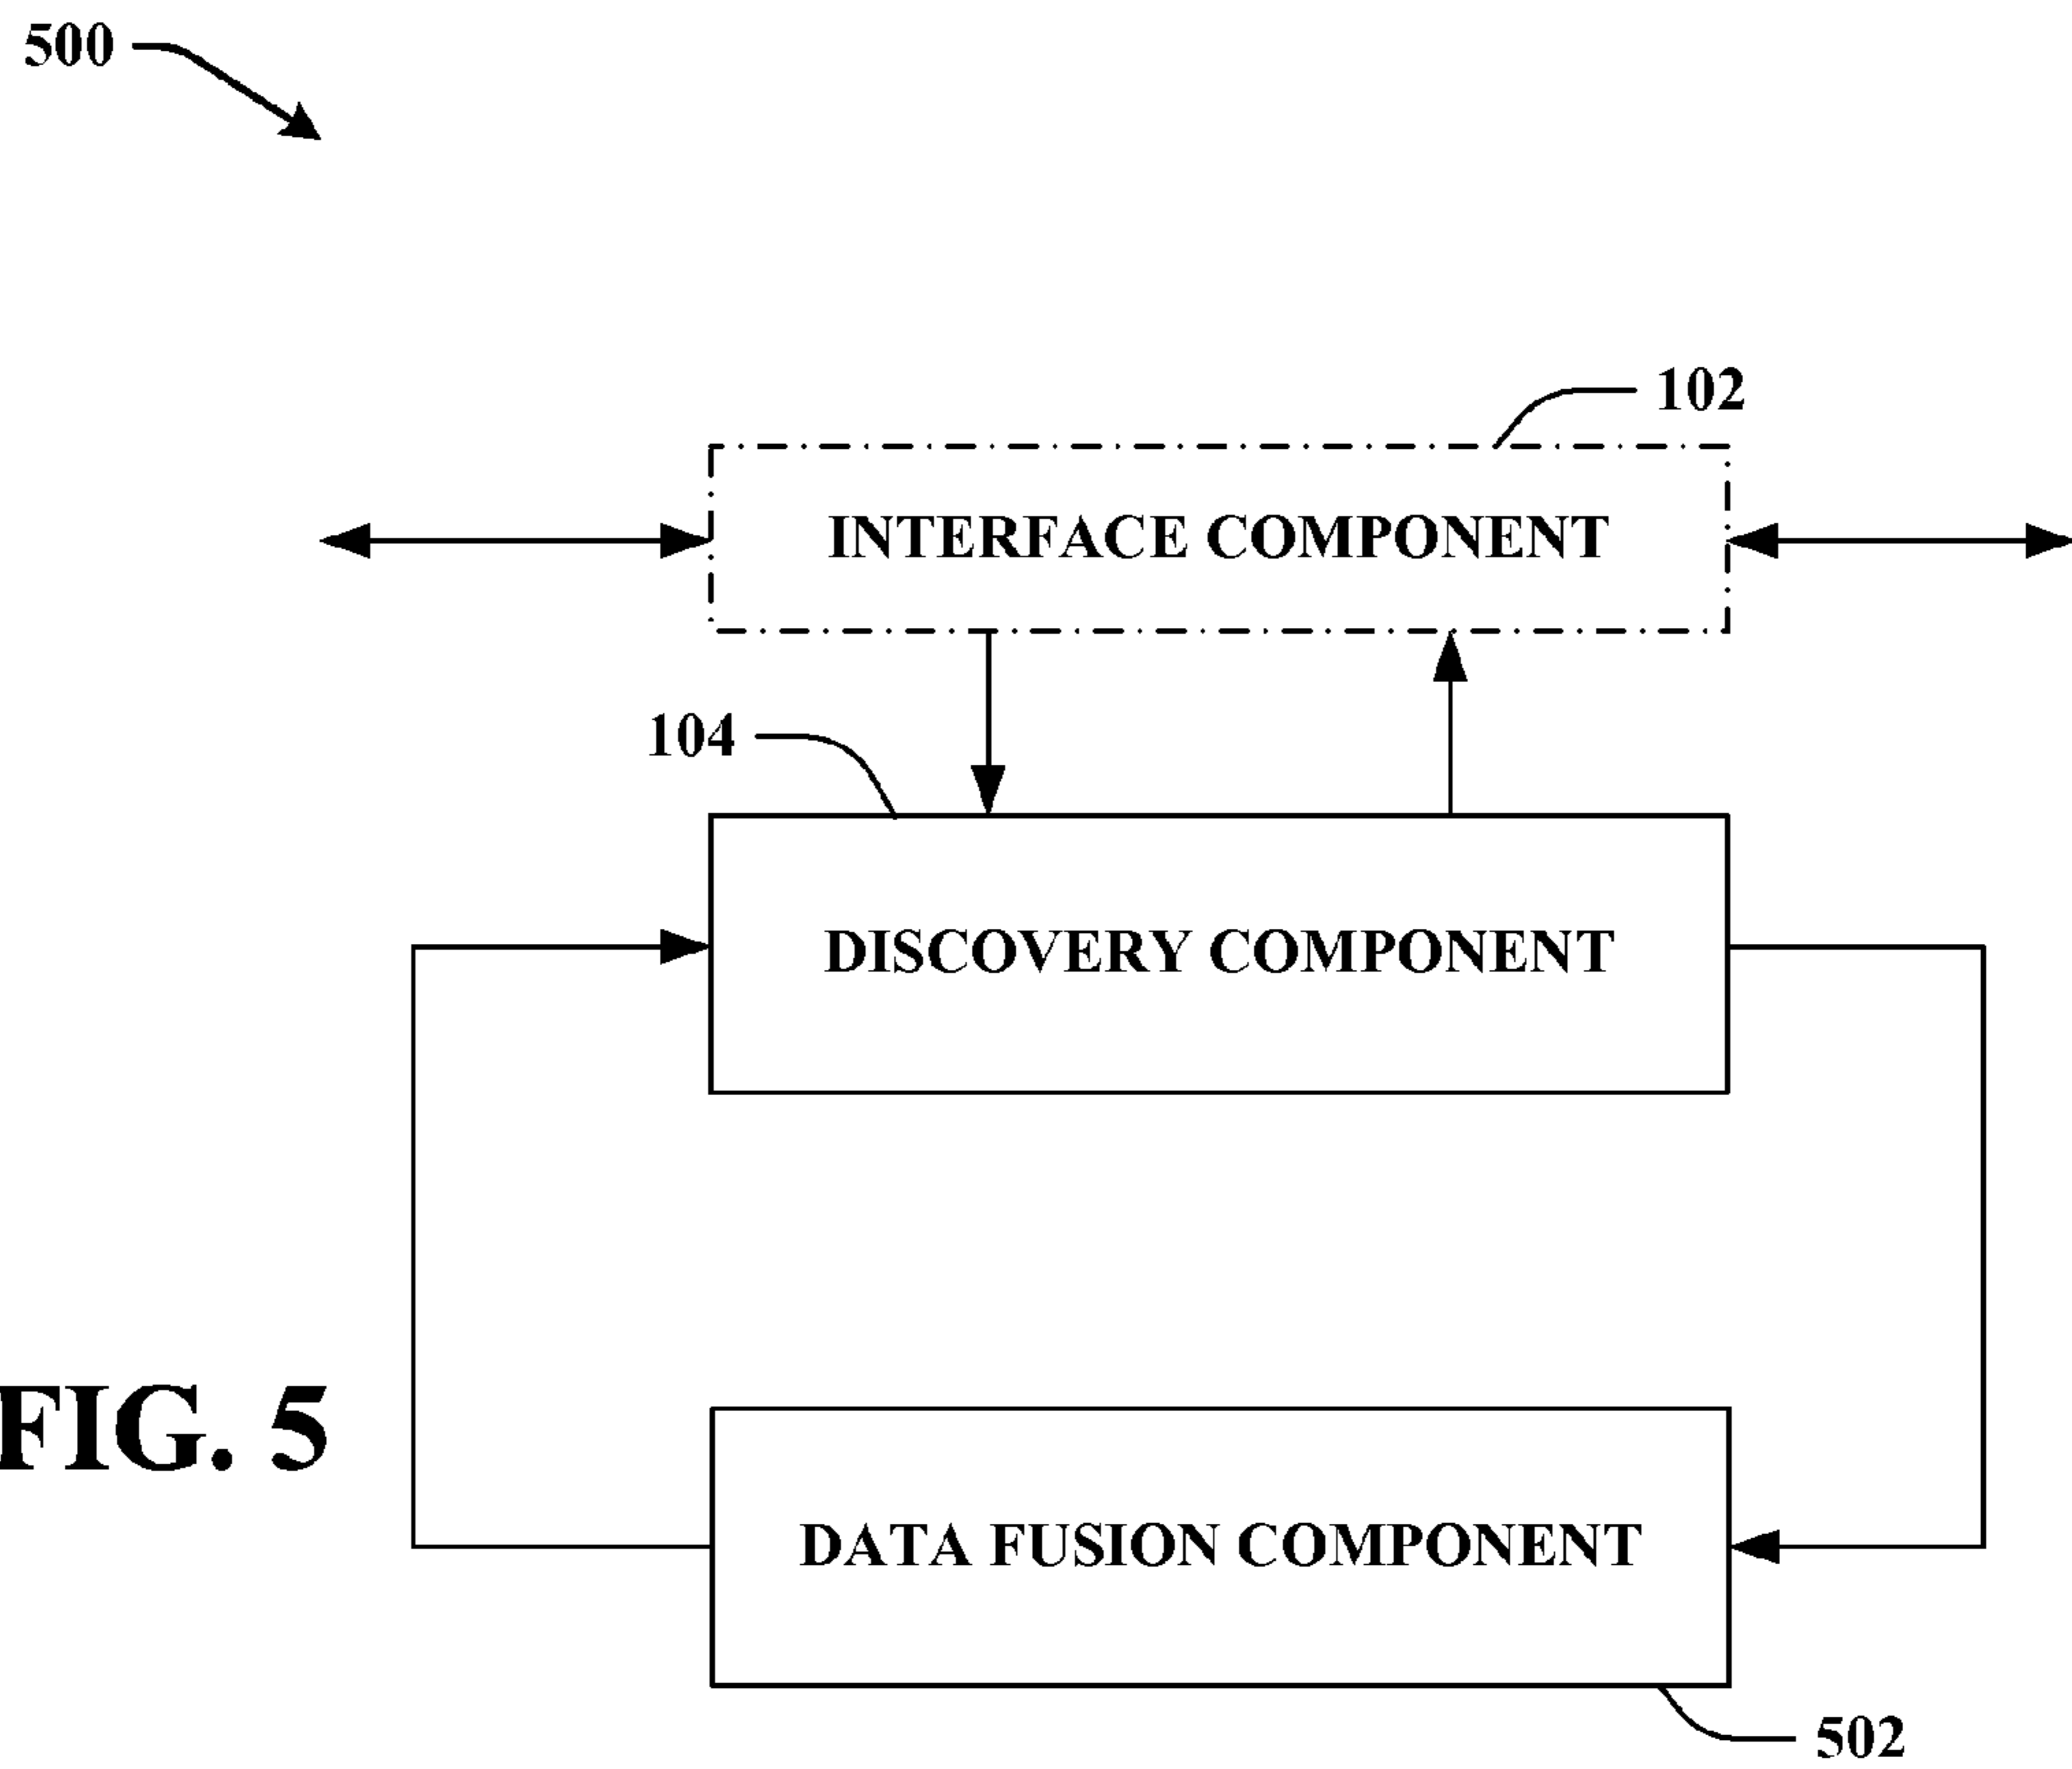 500
102
INTERFACE COMPONENT
104
DISCOVERY COMPONENT
FIG. 5
DATA FUSION COMPONENT
502